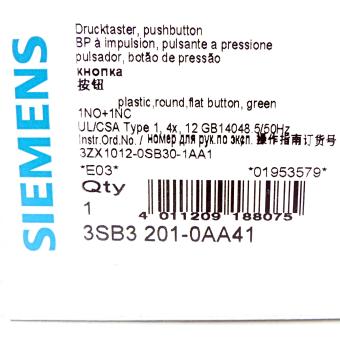 SIEMENS
Drucktaster, pushbutton
BP à impulsion, pulsante a pressione
pulsador, botão de pressão
кнопка
按钮
plastic,round,flat button, green
1NO+1NC
UL/CSA Type 1, 4x, 12 GB14048.5/50Hz
Instr.Ord.No./ номер для рук.по эксп. 操作指南订货号
3ZX1012-0SB30-1AA1
*E03* *01953579*
Qty
1
4 011209 188075
3SB3 201-0AA41